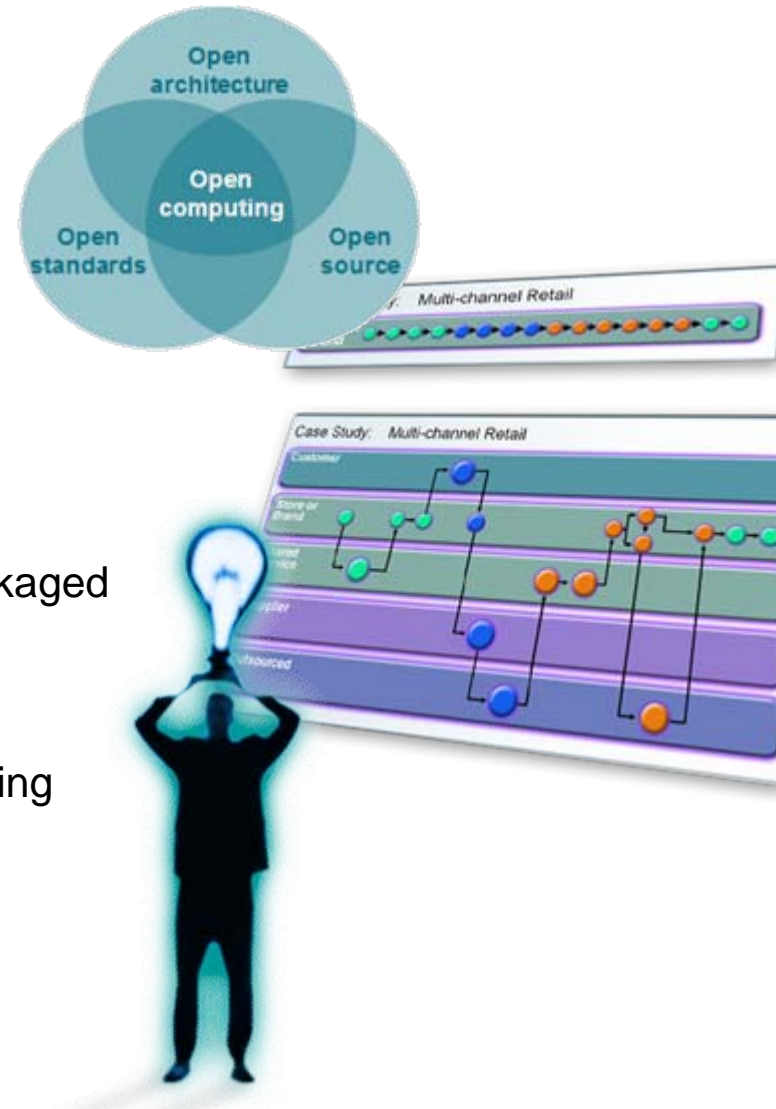 Open
architecture
Open
computing
Open
standards
Open
source
Multi-channel Retail
Case Study: Multi-channel Retail
Customer
Store or
Brand
kaged
ing